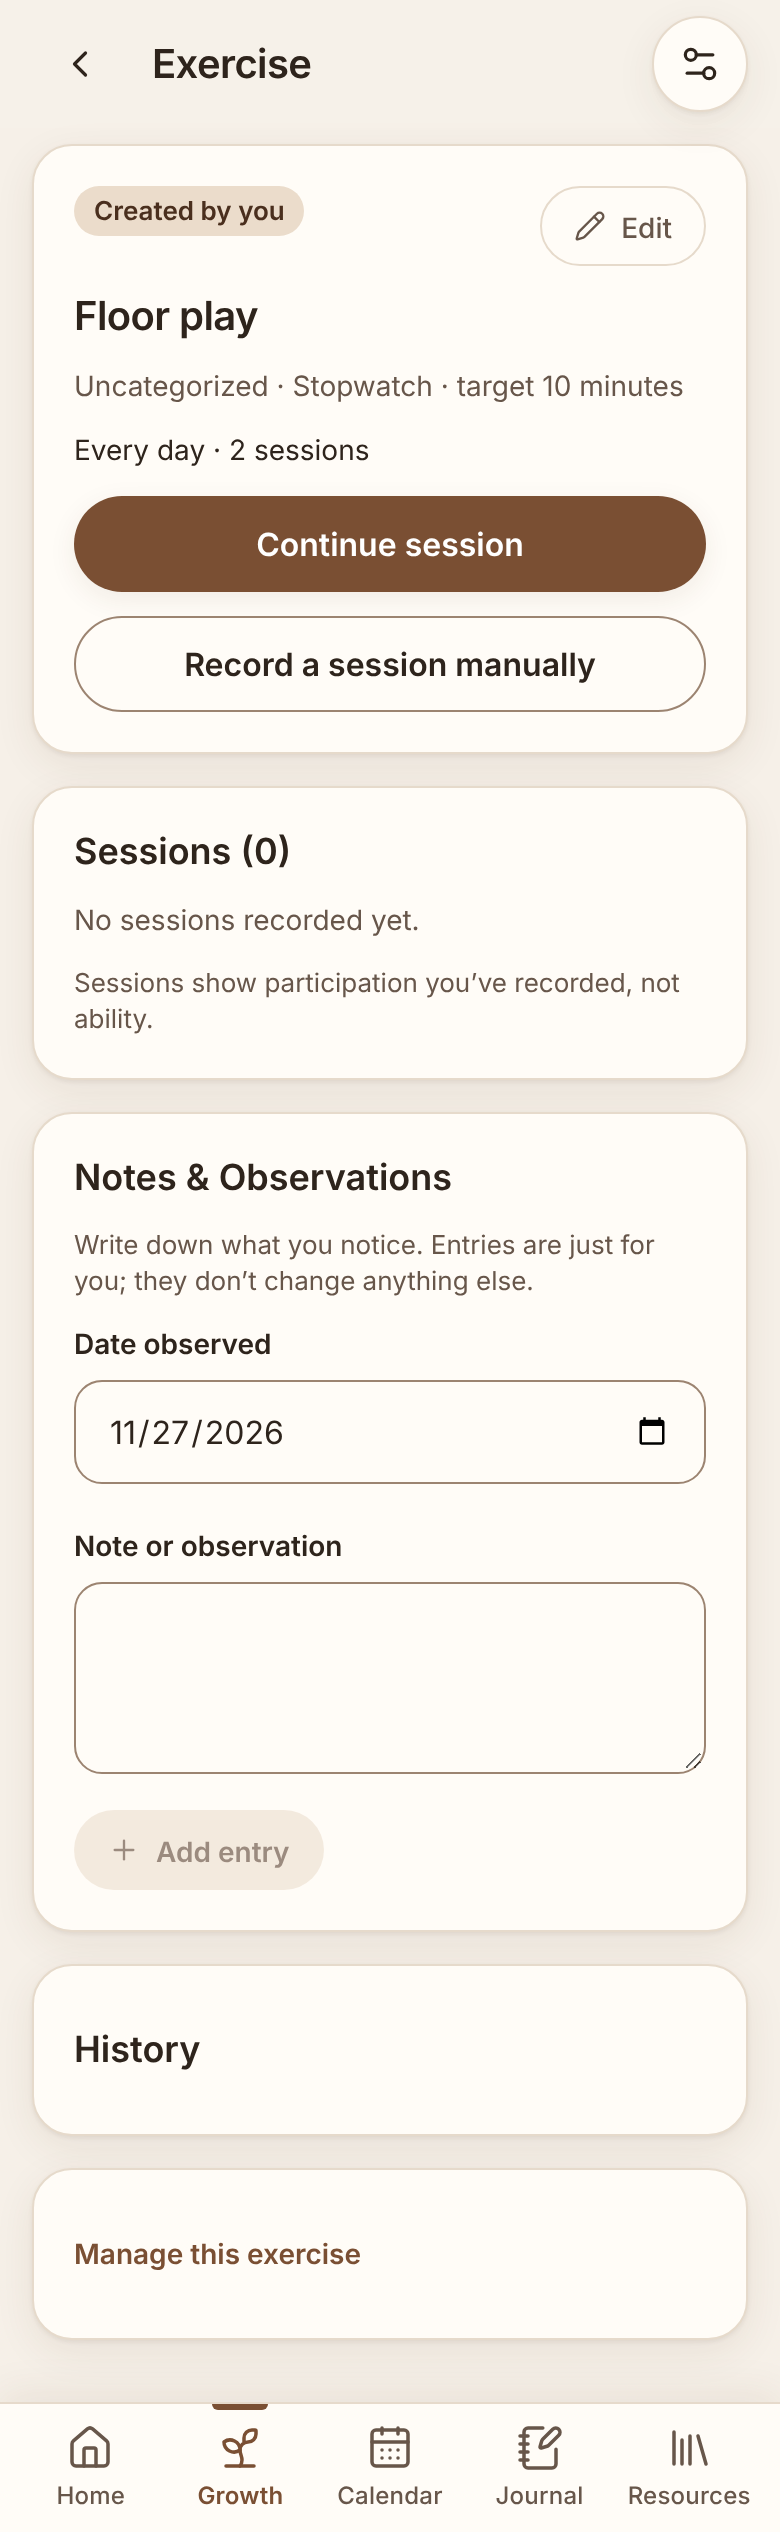 Exercise
Created by you
Edit
Floor play
Uncategorized · Stopwatch · target 10 minutes
Every day · 2 sessions
Continue session
Record a session manually
Sessions (0)
No sessions recorded yet.
Sessions show participation you’ve recorded, not
ability.
Notes & Observations
Write down what you notice. Entries are just for
you; they don’t change anything else.
Date observed
11/27/2026
Note or observation
Add entry
History
Manage this exercise
Home
Growth
Calendar
Journal
Resources